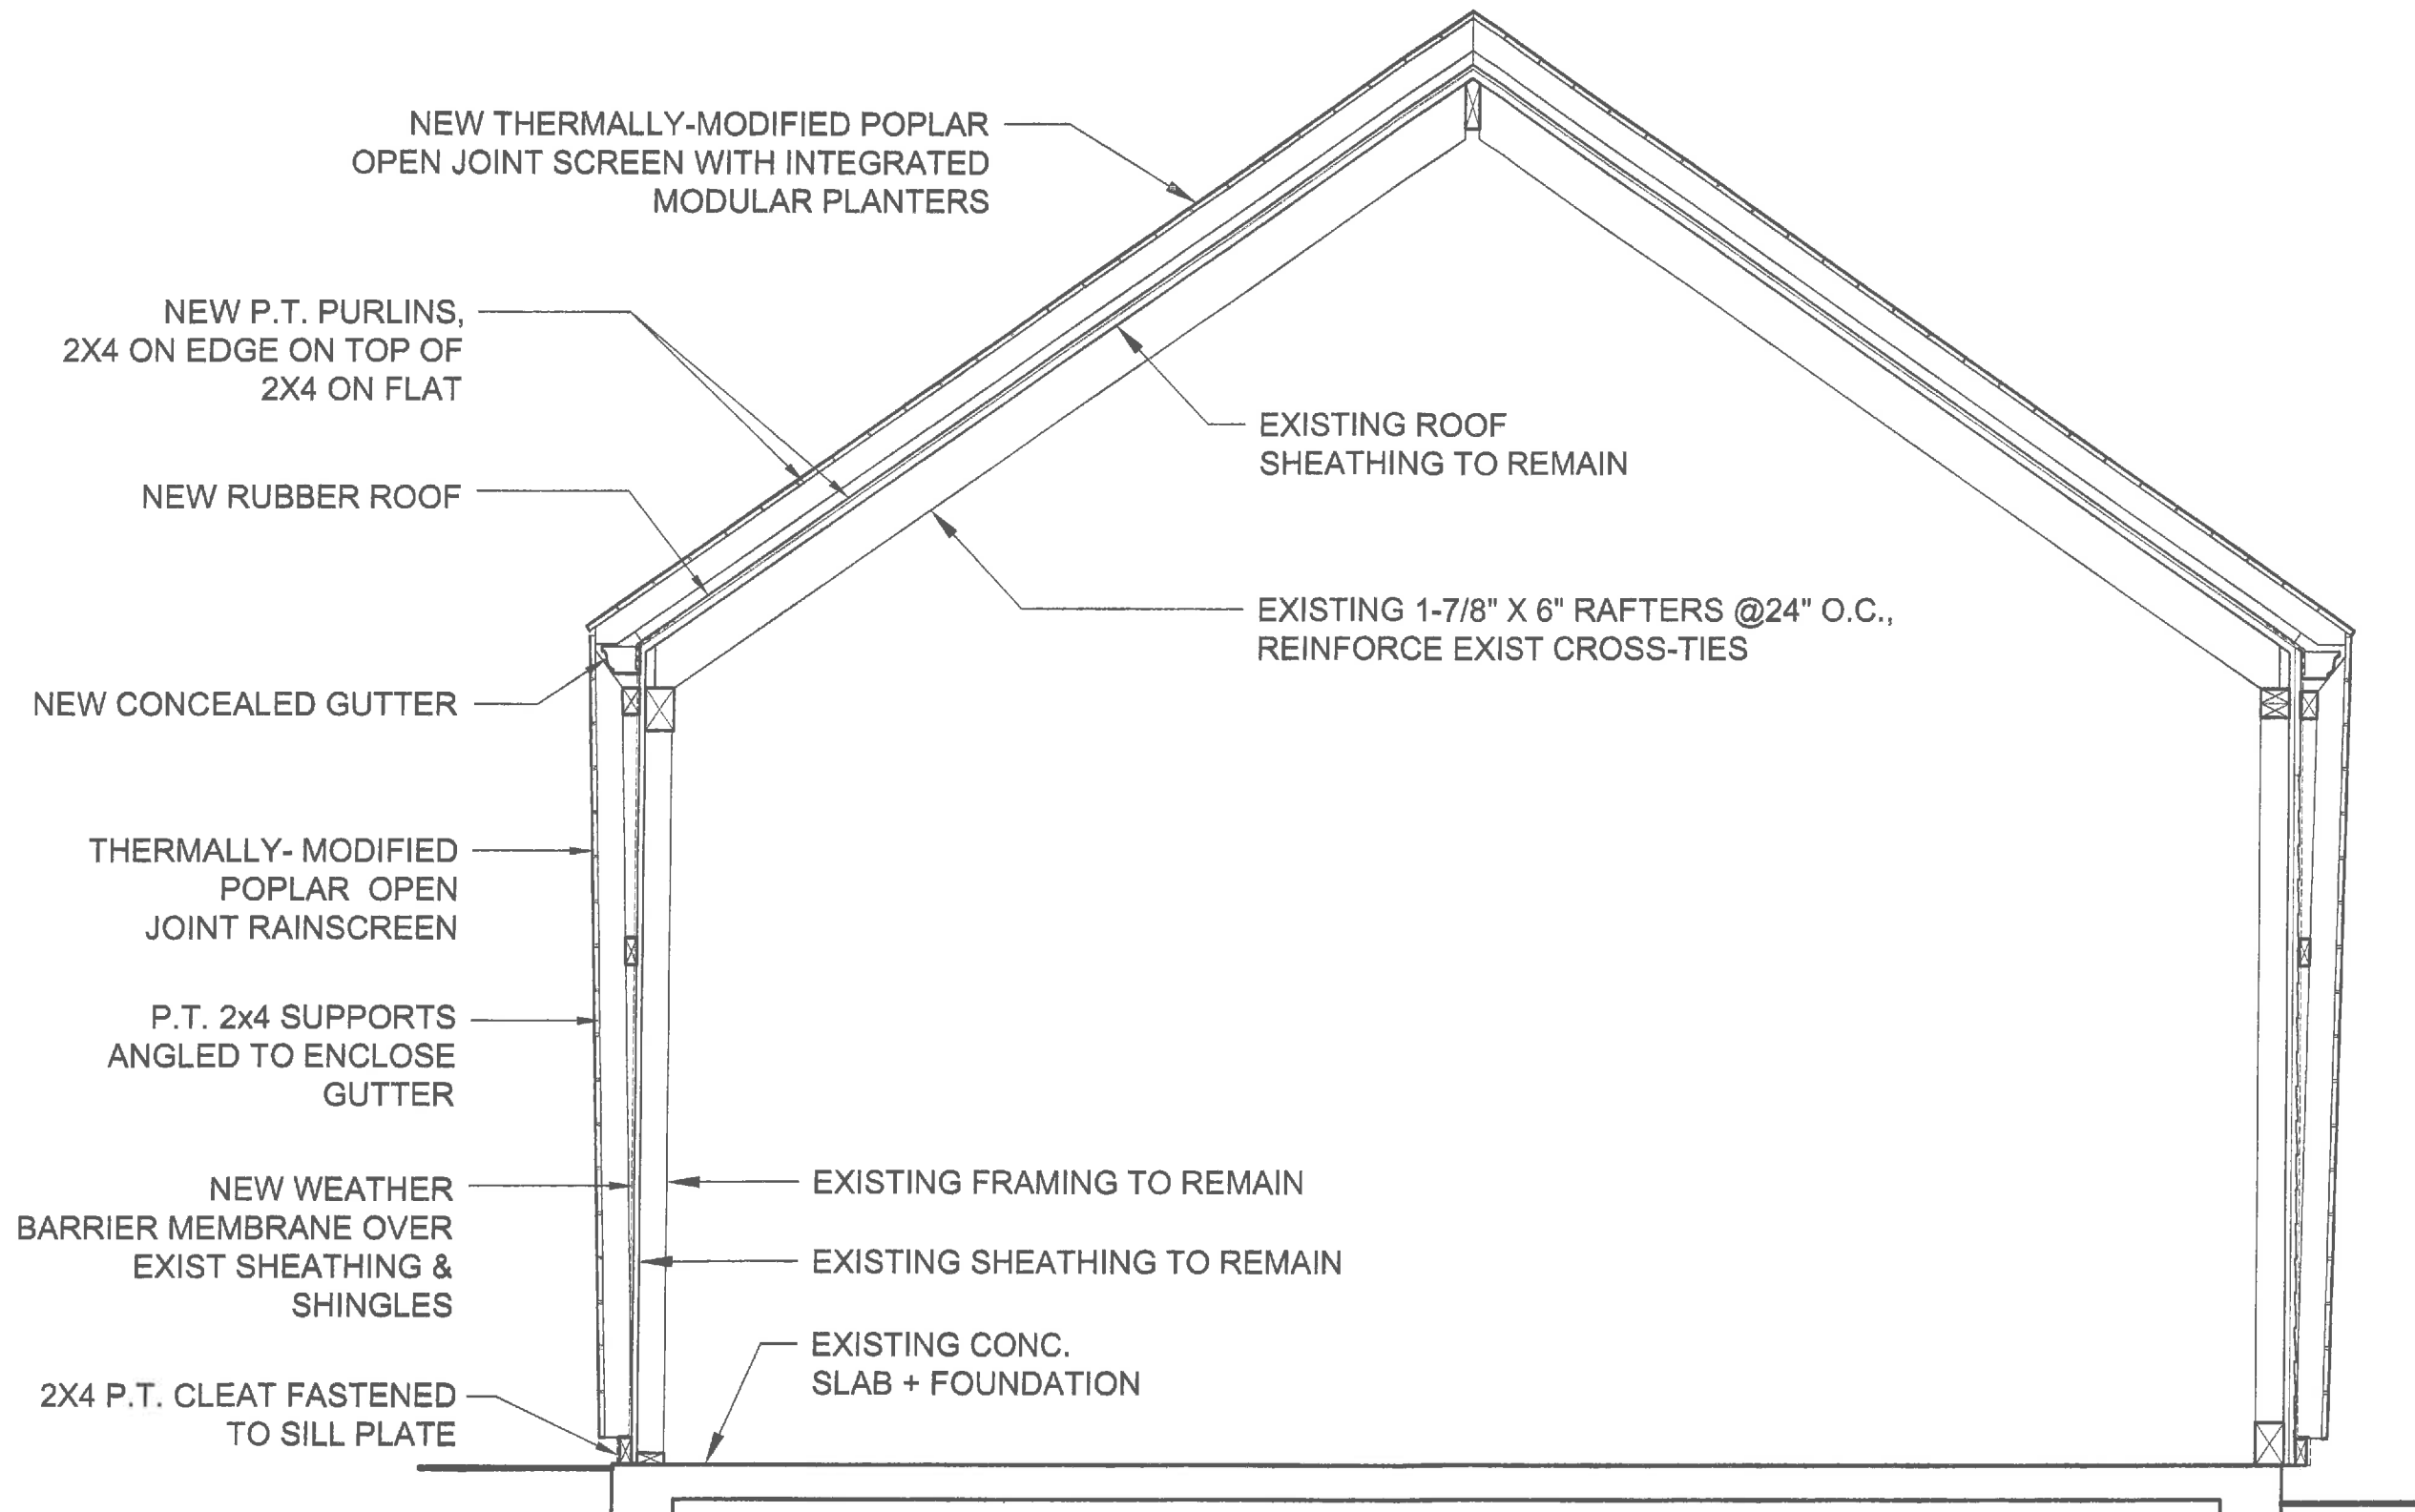 NEW THERMALLY-MODIFIED POPLAR
OPEN JOINT SCREEN WITH INTEGRATED
MODULAR PLANTERS
NEW P.T. PURLINS,
2X4 ON EDGE ON TOP OF
2X4 ON FLAT
NEW RUBBER ROOF
NEW CONCEALED GUTTER
THERMALLY- MODIFIED
POPLAR OPEN
JOINT RAINSCREEN
P.T. 2x4 SUPPORTS
ANGLED TO ENCLOSE
GUTTER
NEW WEATHER
BARRIER MEMBRANE OVER
EXIST SHEATHING &
SHINGLES
2X4 P.T. CLEAT FASTENED
TO SILL PLATE
EXISTING ROOF
SHEATHING TO REMAIN
EXISTING 1-7/8" X 6" RAFTERS @24" O.C.,
REINFORCE EXIST CROSS-TIES
EXISTING FRAMING TO REMAIN
EXISTING SHEATHING TO REMAIN
EXISTING CONC.
SLAB + FOUNDATION